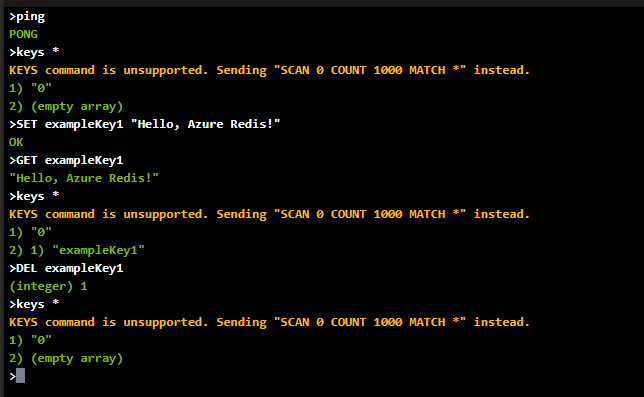 >ping
PONG
>keys *
KEYS command is unsupported. Sending "SCAN 0 COUNT 1000 MATCH *" instead.
1) "0"
2) (empty array)
>SET exampleKey1 "Hello, Azure Redis!"
OK
>GET exampleKey1
"Hello, Azure Redis!"
>keys *
KEYS command is unsupported. Sending "SCAN 0 COUNT 1000 MATCH *" instead.
1) "0"
2) 1) "exampleKey1"
>DEL exampleKey1
(integer) 1
>keys *
KEYS command is unsupported. Sending "SCAN 0 COUNT 1000 MATCH *" instead.
1) "0"
2) (empty array)
>